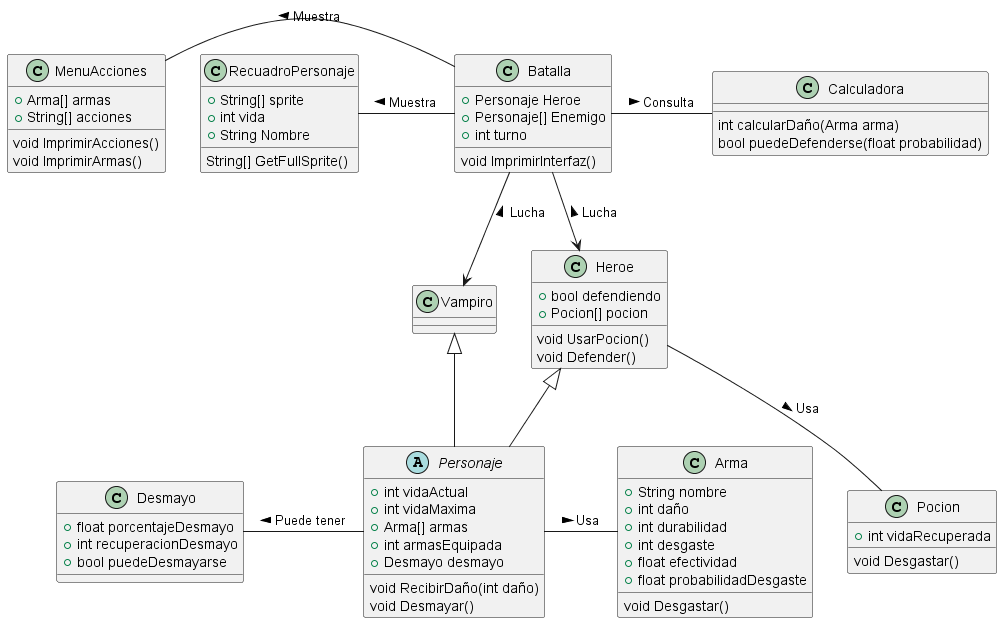 Muestra
C MenuAcciones
Arma[] armas
String[] acciones
void ImprimirAcciones()
void ImprimirArmas()
C RecuadroPersonaje
String[] sprite
int vida
String Nombre
String[] GetFullSprite()
Muestra
C Batalla
Personaje Heroe
Personaje[] Enemigo
int turno
void ImprimirInterfaz()
Consulta
C Calculadora
int calcularDaño(Arma arma)
bool puedeDefenderse(float probabilidad)
Lucha
Lucha
C Vampiro
C Heroe
bool defendiendo
Pocion[] pocion
void UsarPocion()
void Defender()
Usa
C Desmayo
float porcentajeDesmayo
int recuperacionDesmayo
bool puedeDesmayarse
Puede tener
A Personaje
int vidaActual
int vidaMaxima
Arma[] armas
int armasEquipada
Desmayo desmayo
void RecibirDaño(int daño)
void Desmayar()
Usa
C Arma
String nombre
int daño
int durabilidad
int desgaste
float efectividad
float probabilidadDesgaste
void Desgastar()
C Pocion
int vidaRecuperada
void Desgastar()